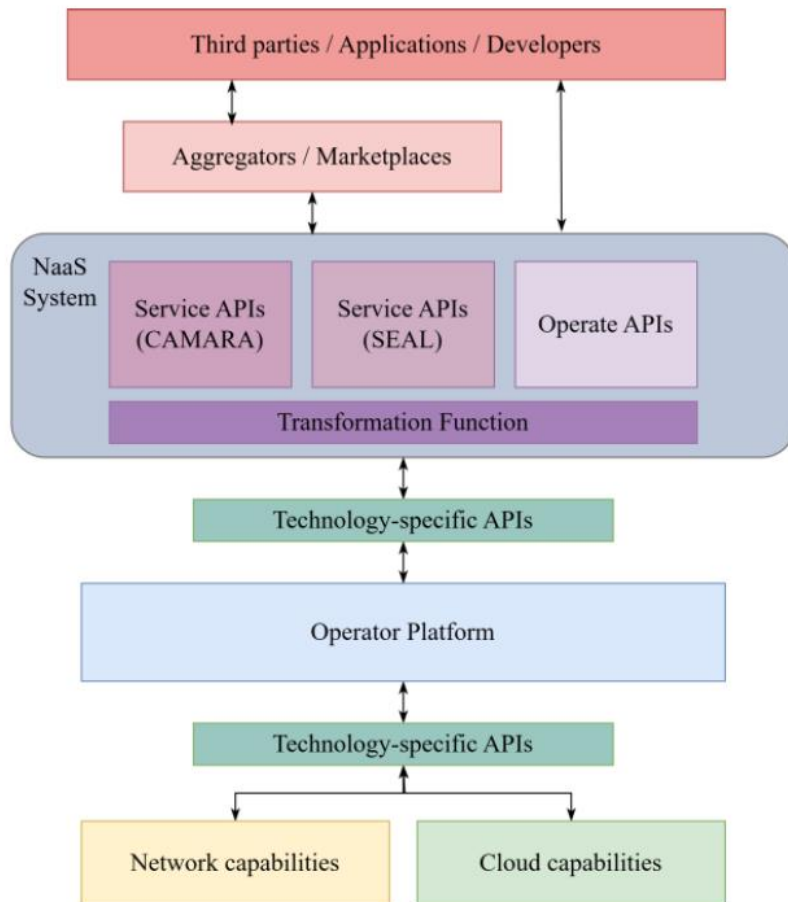 Third parties / Applications / Developers
Aggregators / Marketplaces
NaaS
System
Service APIs
(CAMARA)
Service APIs
(SEAL)
Operate APIs
Transformation Function
Technology-specific APIs
Operator Platform
Technology-specific APIs
Network capabilities
Cloud capabilities